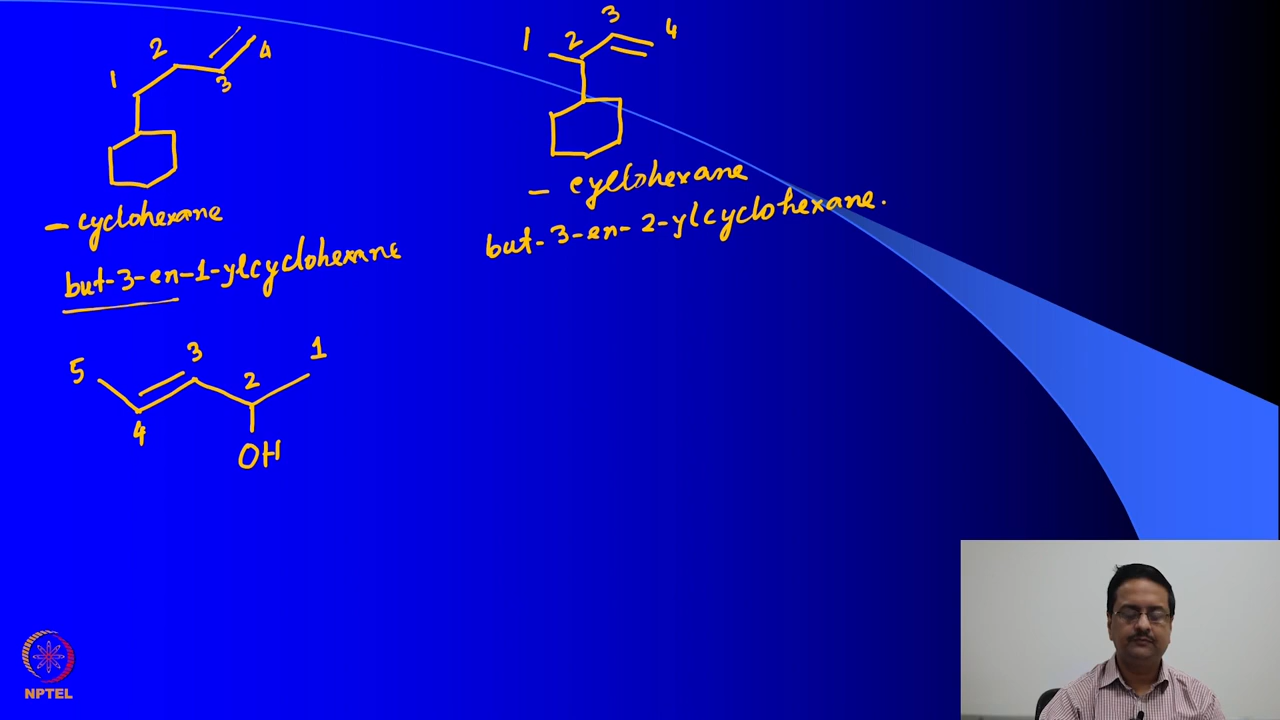 1 2 3 4
– cyclohexane
but-3-en-1-ylcyclohexane
1 2 3 4
– cyclohexane
but-3-en-2-ylcyclohexane.
5 4 3 2 1
OH
NPTEL